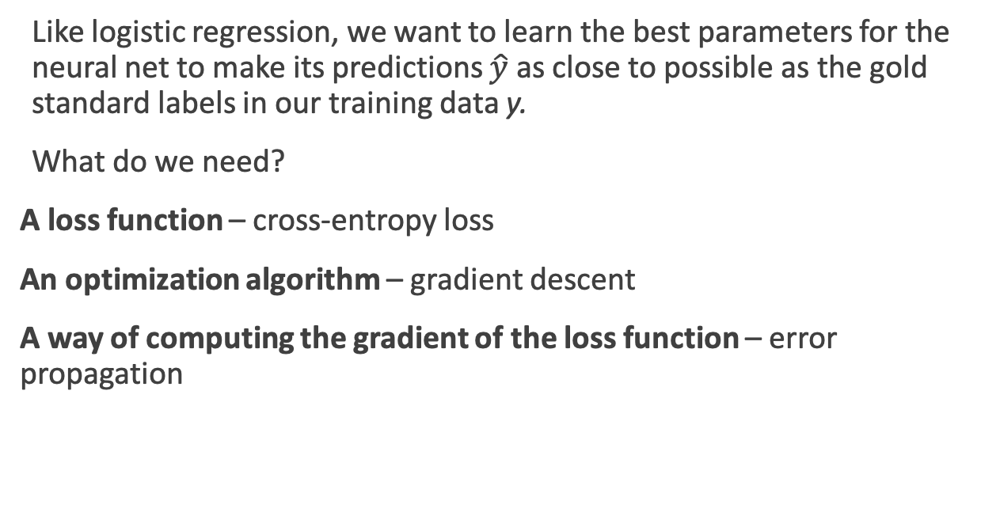 Like logistic regression, we want to learn the best parameters for the
neural net to make its predictions ŷ as close to possible as the gold
standard labels in our training data y.
What do we need?
A loss function – cross-entropy loss
An optimization algorithm – gradient descent
A way of computing the gradient of the loss function – error
propagation